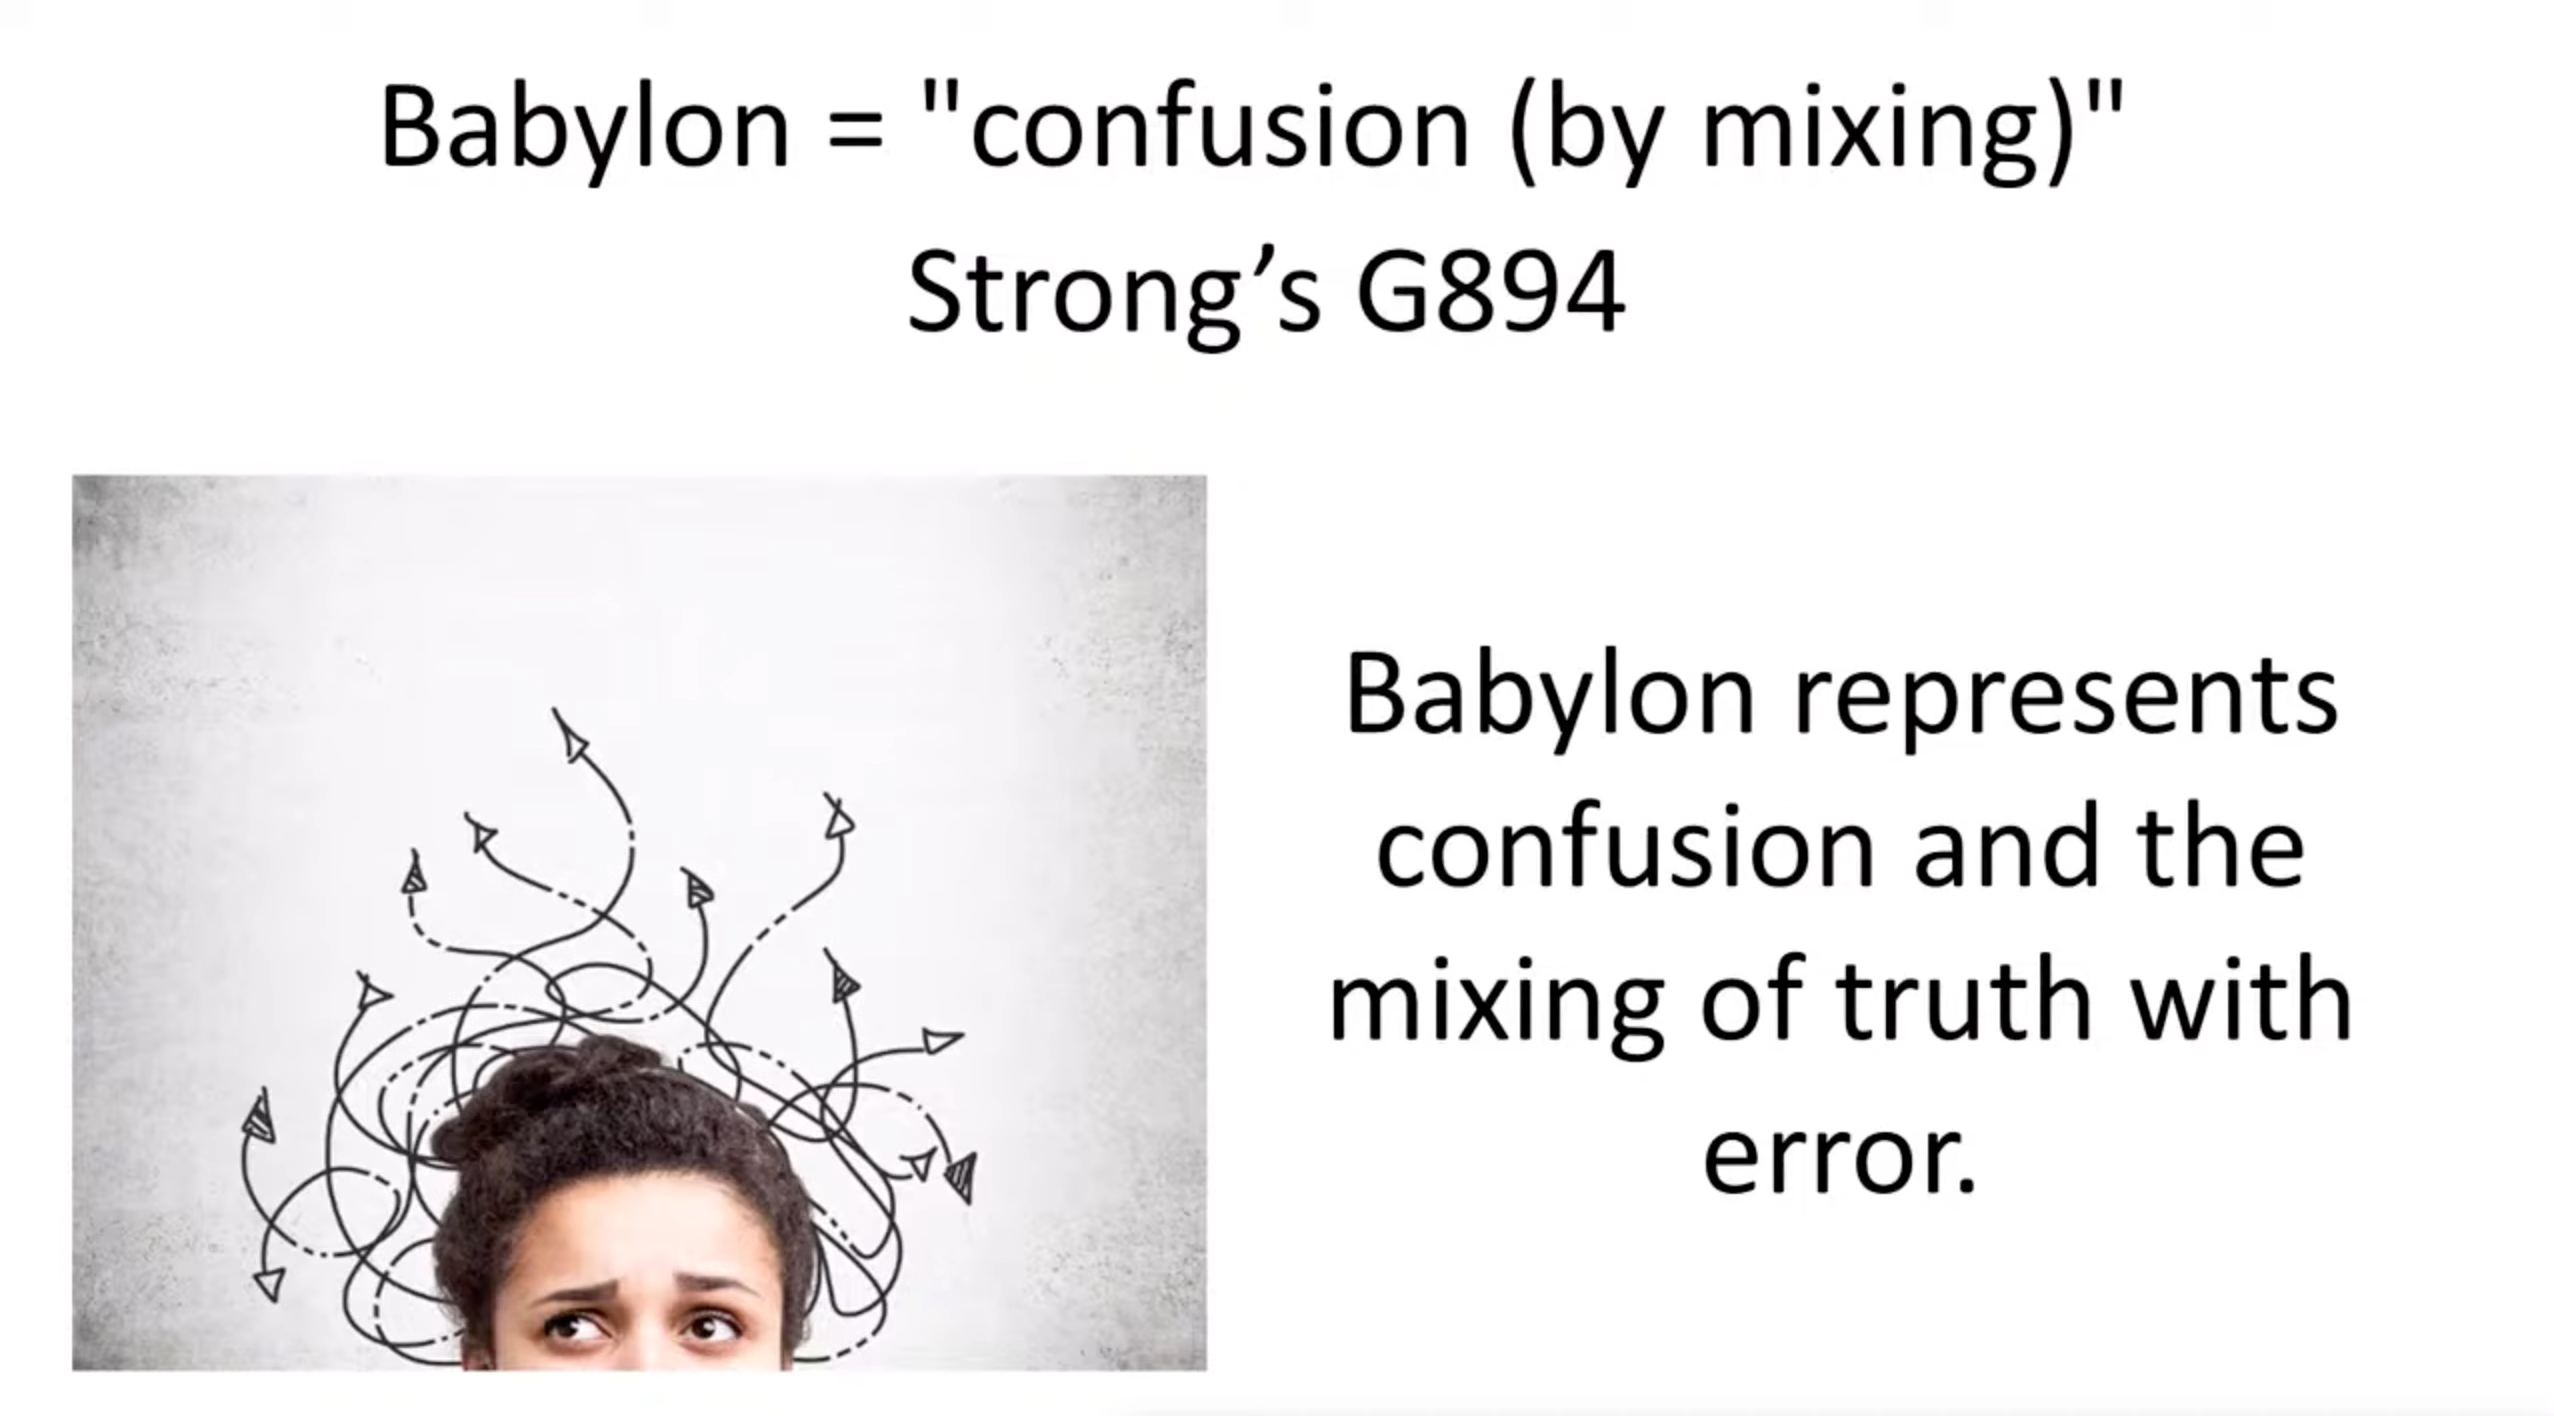 Babylon = "confusion (by mixing)"
Strong’s G894
Babylon represents
confusion and the
mixing of truth with
error.